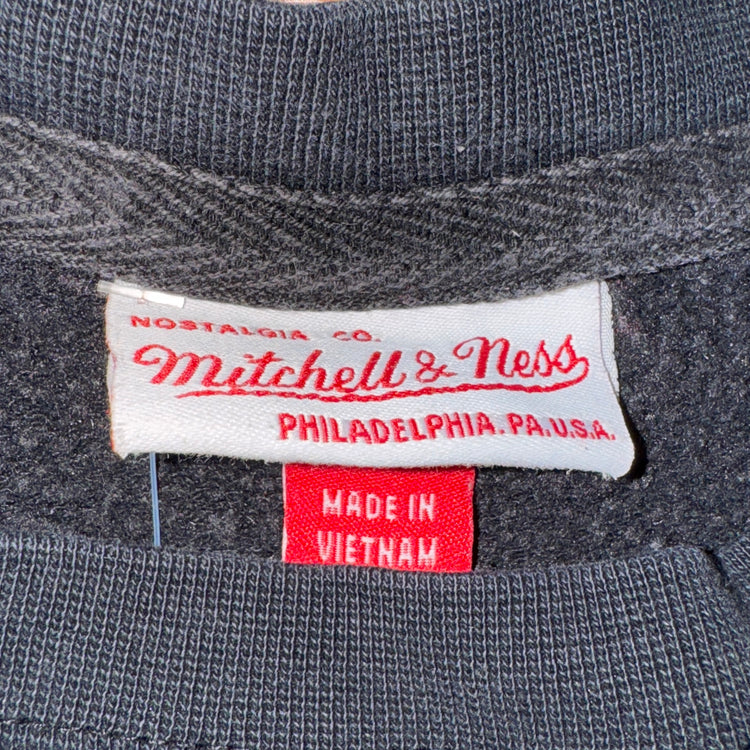 NOSTALGIA CO.
Mitchell & Ness
PHILADELPHIA. PA. U.S.A.
MADE IN
VIETNAM